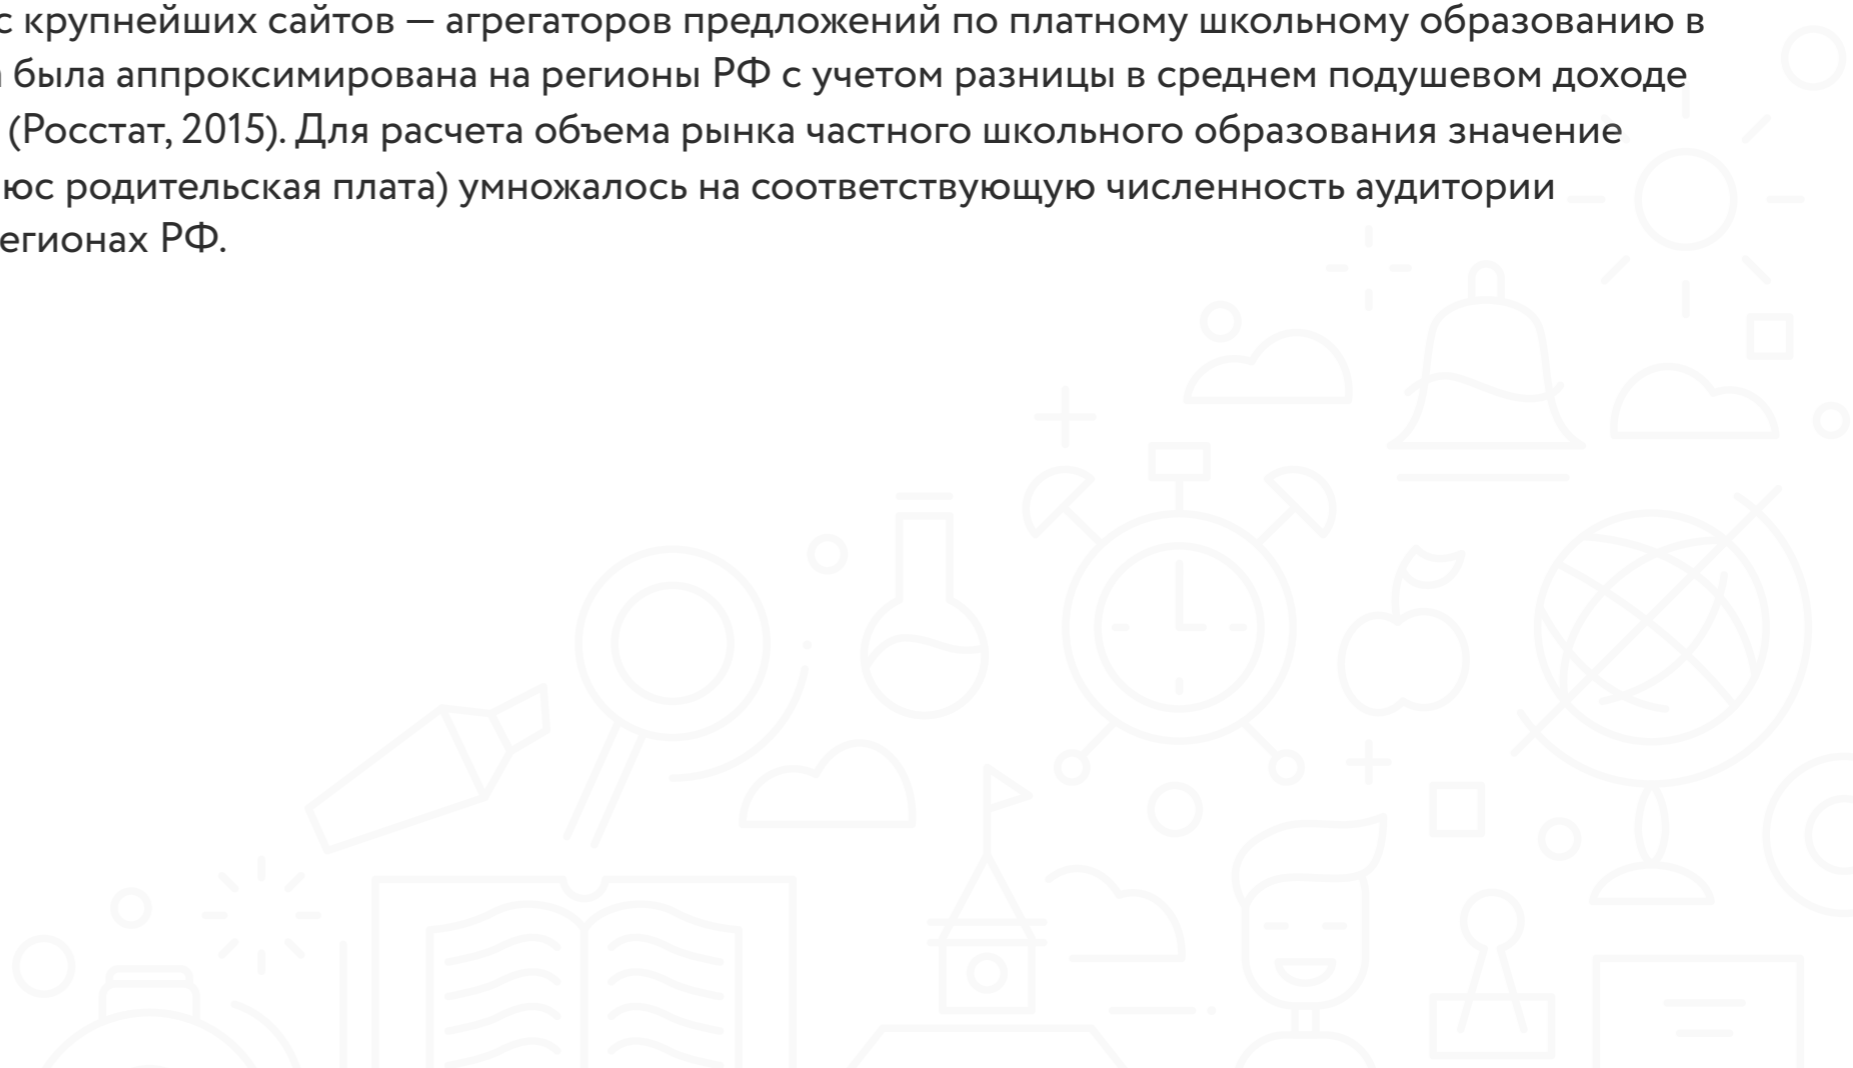 с крупнейших сайтов — агрегаторов предложений по платному школьному образованию в
была аппроксимирована на регионы РФ с учетом разницы в среднем подушевом доходе
(Росстат, 2015). Для расчета объема рынка частного школьного образования значение
юс родительская плата) умножалось на соответствующую численность аудитории
егионах РФ.